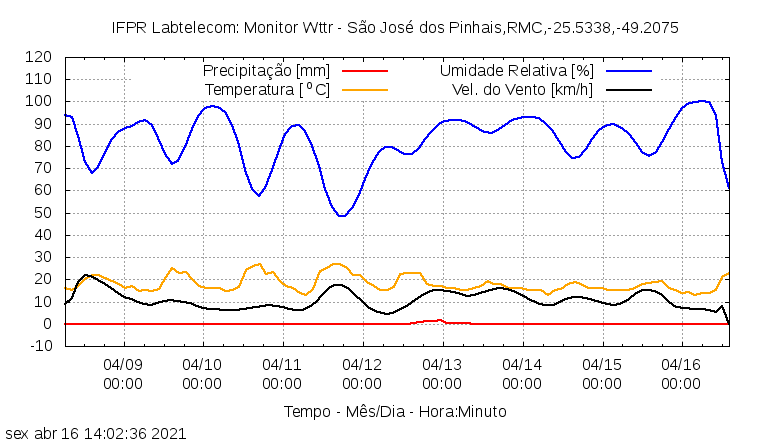 IFPR Labtelecom: Monitor Wttr - São José dos Pinhais,RMC,-25.5338,-49.2075
120
110
100
90
80
70
60
50
40
30
20
10
0
-10
Precipitação [mm]
Temperatura [⁰C]
Umidade Relativa [%]
Vel. do Vento [km/h]
04/09 04/10 04/11 04/12 04/13 04/14 04/15 04/16
00:00 00:00 00:00 00:00 00:00 00:00 00:00 00:00
Tempo - Mês/Dia - Hora:Minuto
sex abr 16 14:02:36 2021